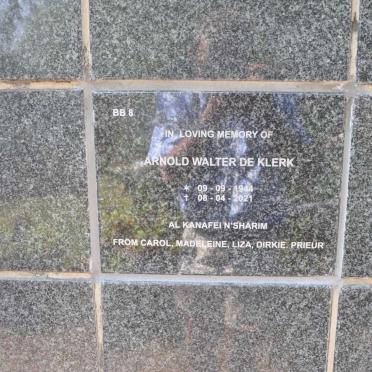 BB 8
IN LOVING MEMORY OF
ARNOLD WALTER DE KLERK
✶ 09 - 09 - 1944
† 08 - 04 - 2021
AL KANAFEI N'SHARIM
FROM CAROL, MADELEINE, LIZA, DIRKIE, PRIEUR